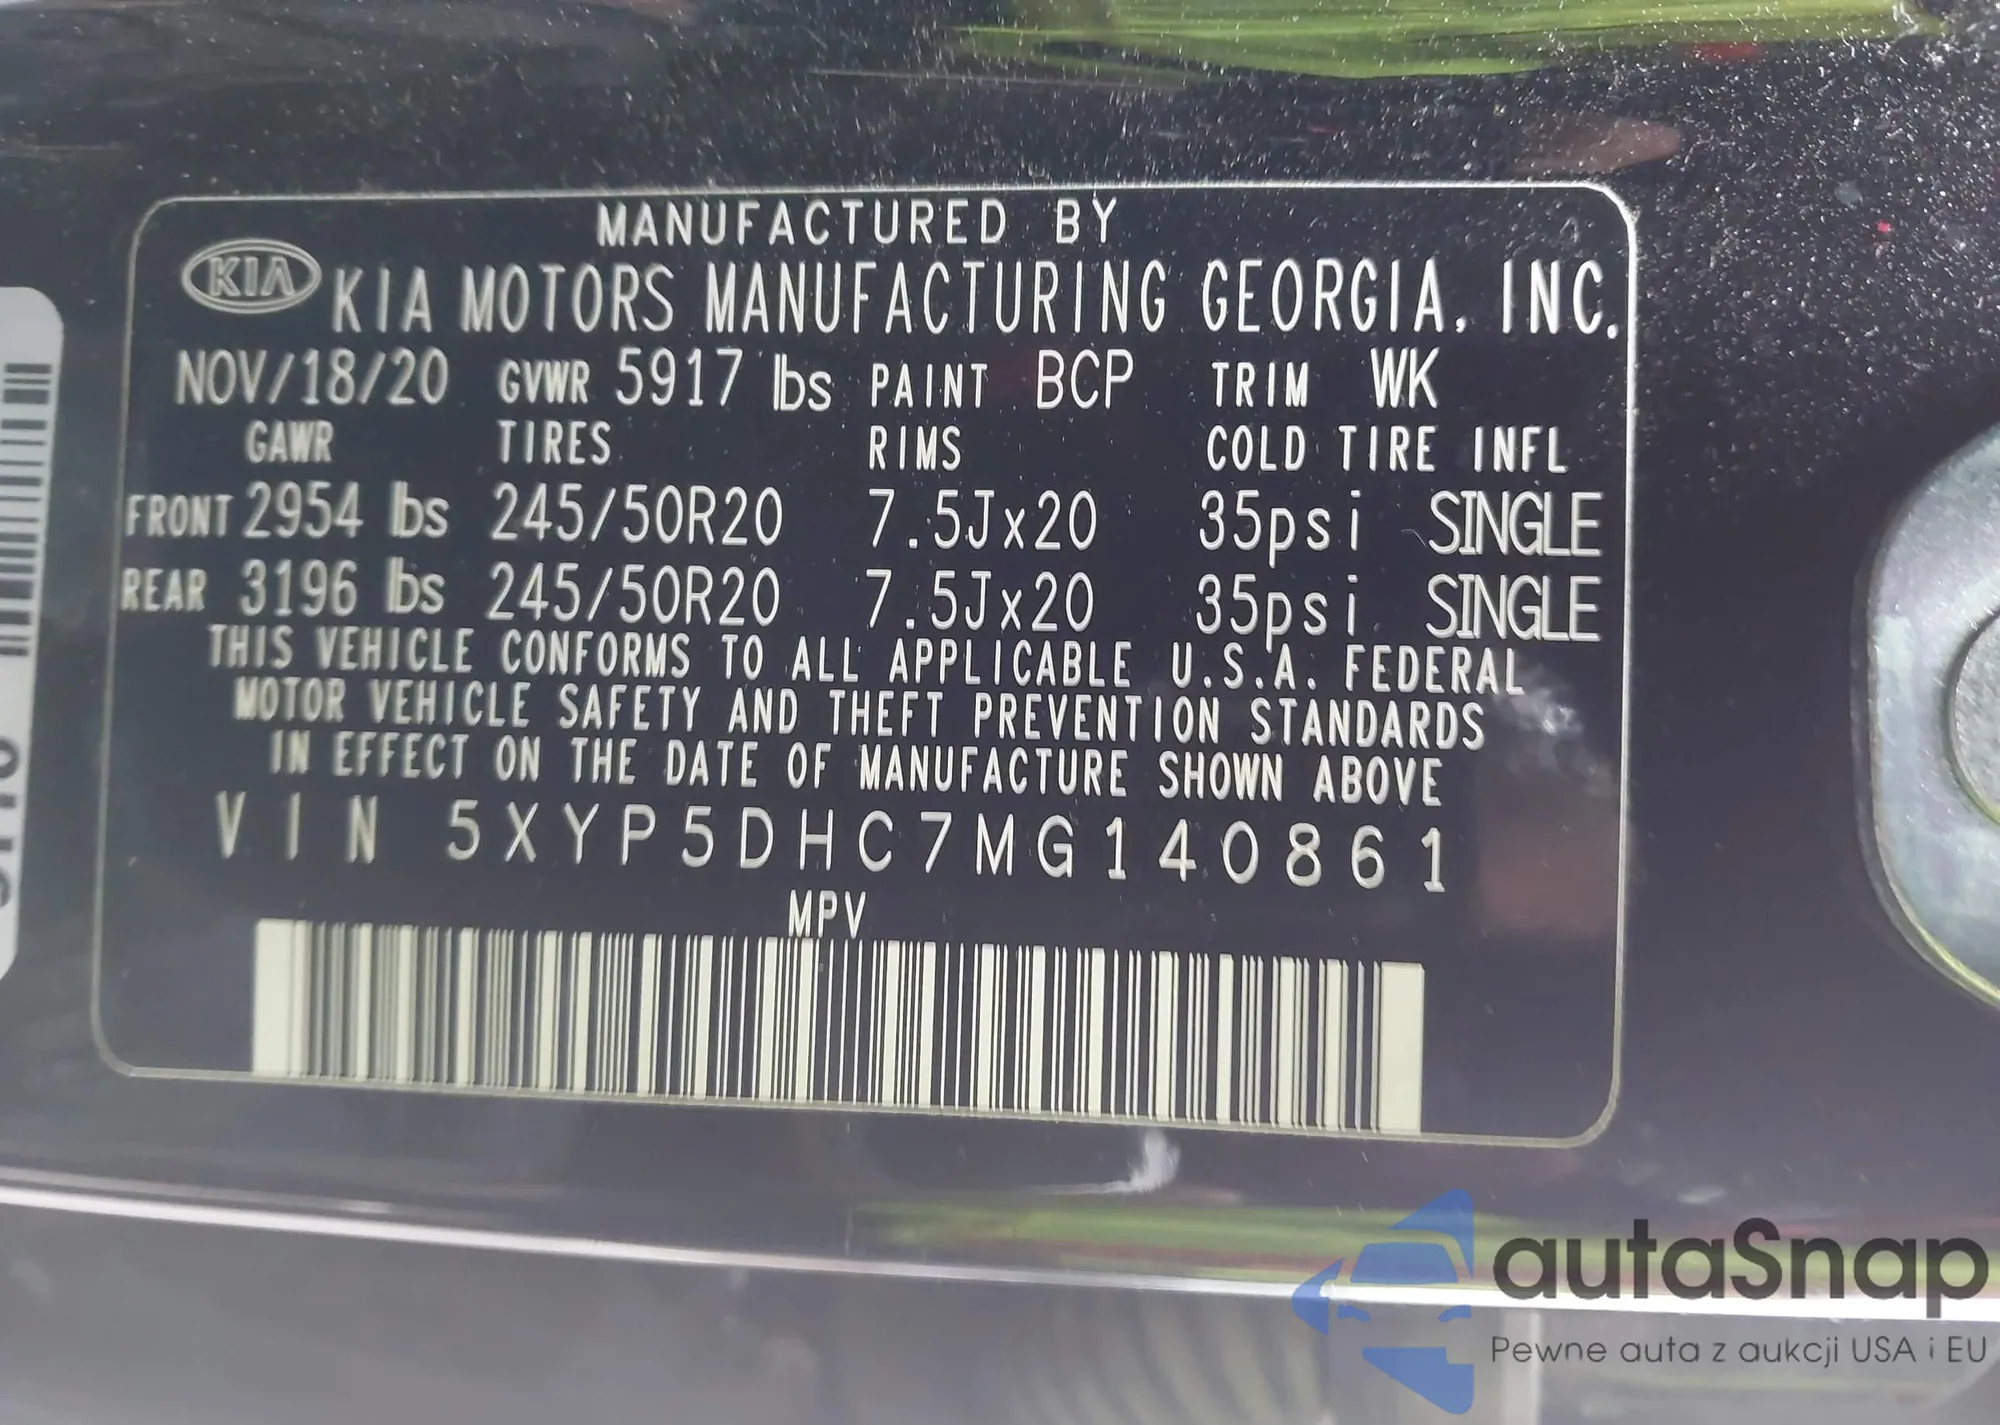 MANUFACTURED BY
KIA KIA MOTORS MANUFACTURING GEORGIA, INC.
NOV/18/20 GVWR 5917 lbs PAINT BCP TRIM WK
GAWR TIRES RIMS COLD TIRE INFL
FRONT 2954 lbs 245/50R20 7.5Jx20 35psi SINGLE
REAR 3196 lbs 245/50R20 7.5Jx20 35psi SINGLE
THIS VEHICLE CONFORMS TO ALL APPLICABLE U.S.A. FEDERAL
MOTOR VEHICLE SAFETY AND THEFT PREVENTION STANDARDS
IN EFFECT ON THE DATE OF MANUFACTURE SHOWN ABOVE
VIN 5XYP5DHC7MG140861
MPV
autaSnap
Pewne auta z aukcji USA i EU